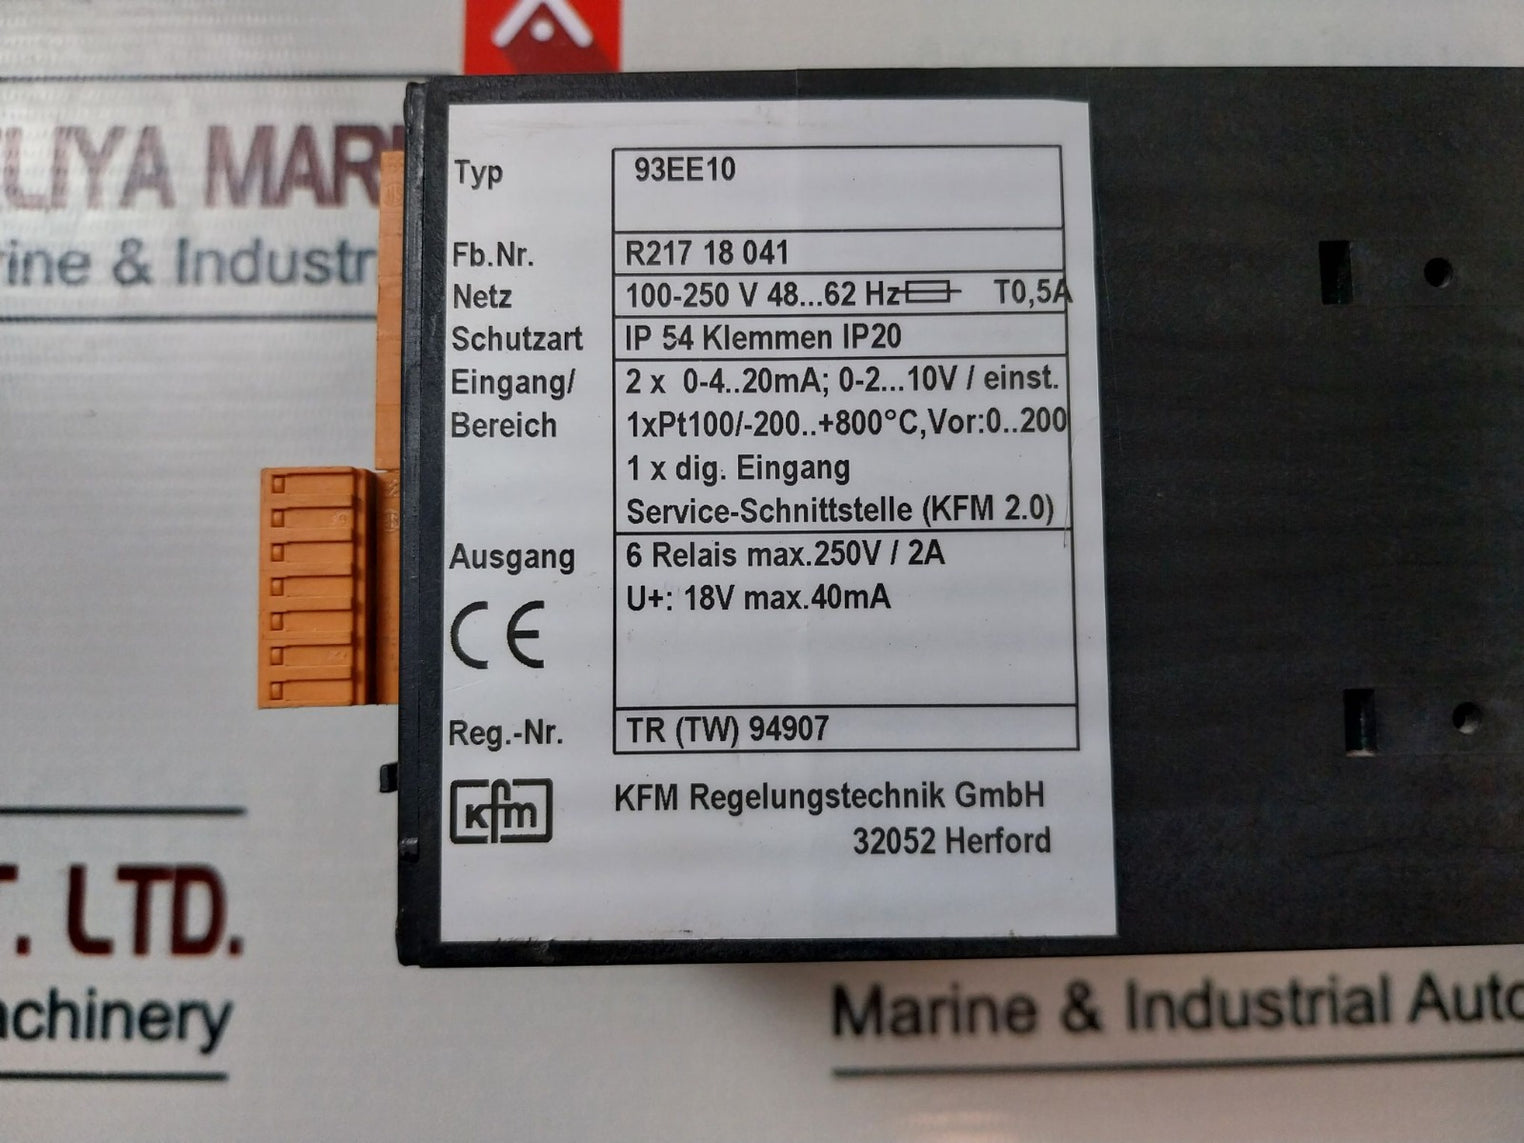 LIYA MARI
rine & Industr
Typ 93EE10
Fb.Nr. R217 18 041
Netz 100-250 V 48...62 Hz T0,5A
Schutzart IP 54 Klemmen IP20
Eingang/ 2 x 0-4..20mA; 0-2...10V / einst.
Bereich 1xPt100/-200..+800°C,Vor:0..200
1 x dig. Eingang
Service-Schnittstelle (KFM 2.0)
Ausgang 6 Relais max.250V / 2A
CE U+: 18V max.40mA
Reg.-Nr. TR (TW) 94907
kfm KFM Regelungstechnik GmbH
32052 Herford
T. LTD.
achinery
Marine & Industrial Auto